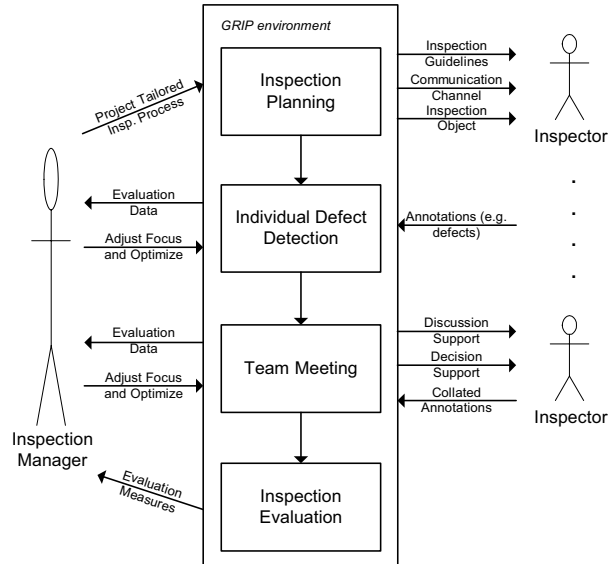 GRIP environment
Inspection
Planning
Project Tailored
Insp. Process
Inspection
Guidelines
Communication
Channel
Inspection
Object
Inspector
Evaluation
Data
Adjust Focus
and Optimize
Individual Defect
Detection
Annotations (e.g.
defects)
Evaluation
Data
Adjust Focus
and Optimize
Team Meeting
Discussion
Support
Decision
Support
Collated
Annotations
Inspector
Inspection
Manager
Evaluation
Measures
Inspection
Evaluation